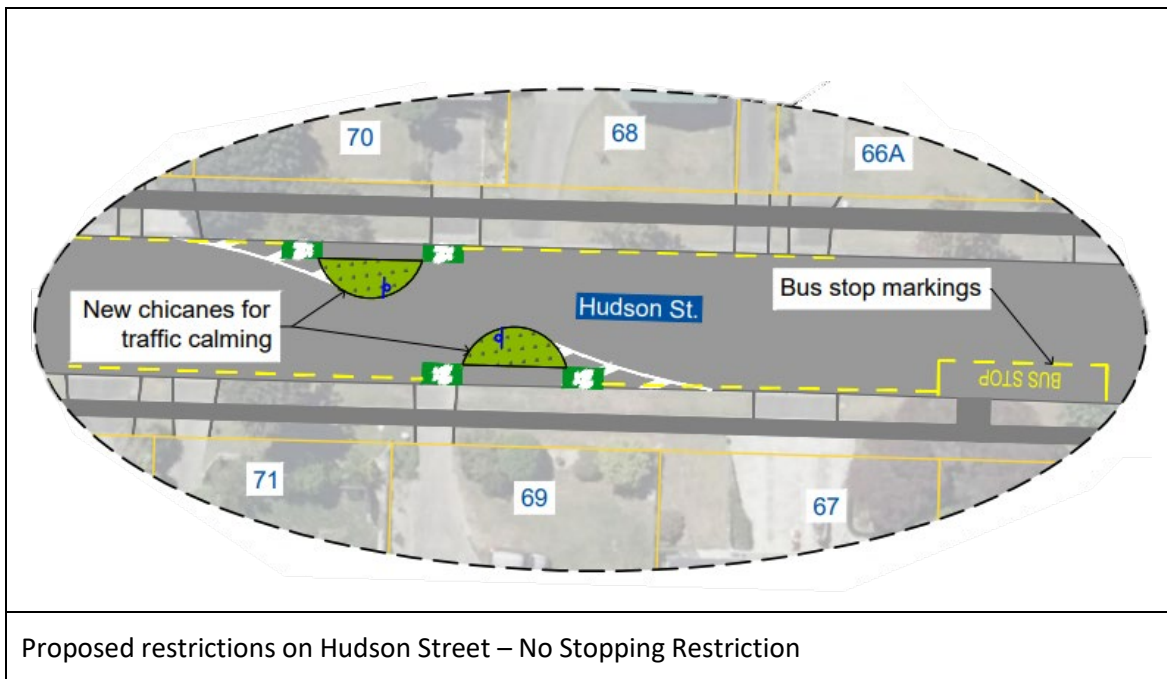 70
68
66A
New chicanes for
traffic calming
Hudson St.
Bus stop markings
BUS STOP
71
69
67
Proposed restrictions on Hudson Street – No Stopping Restriction